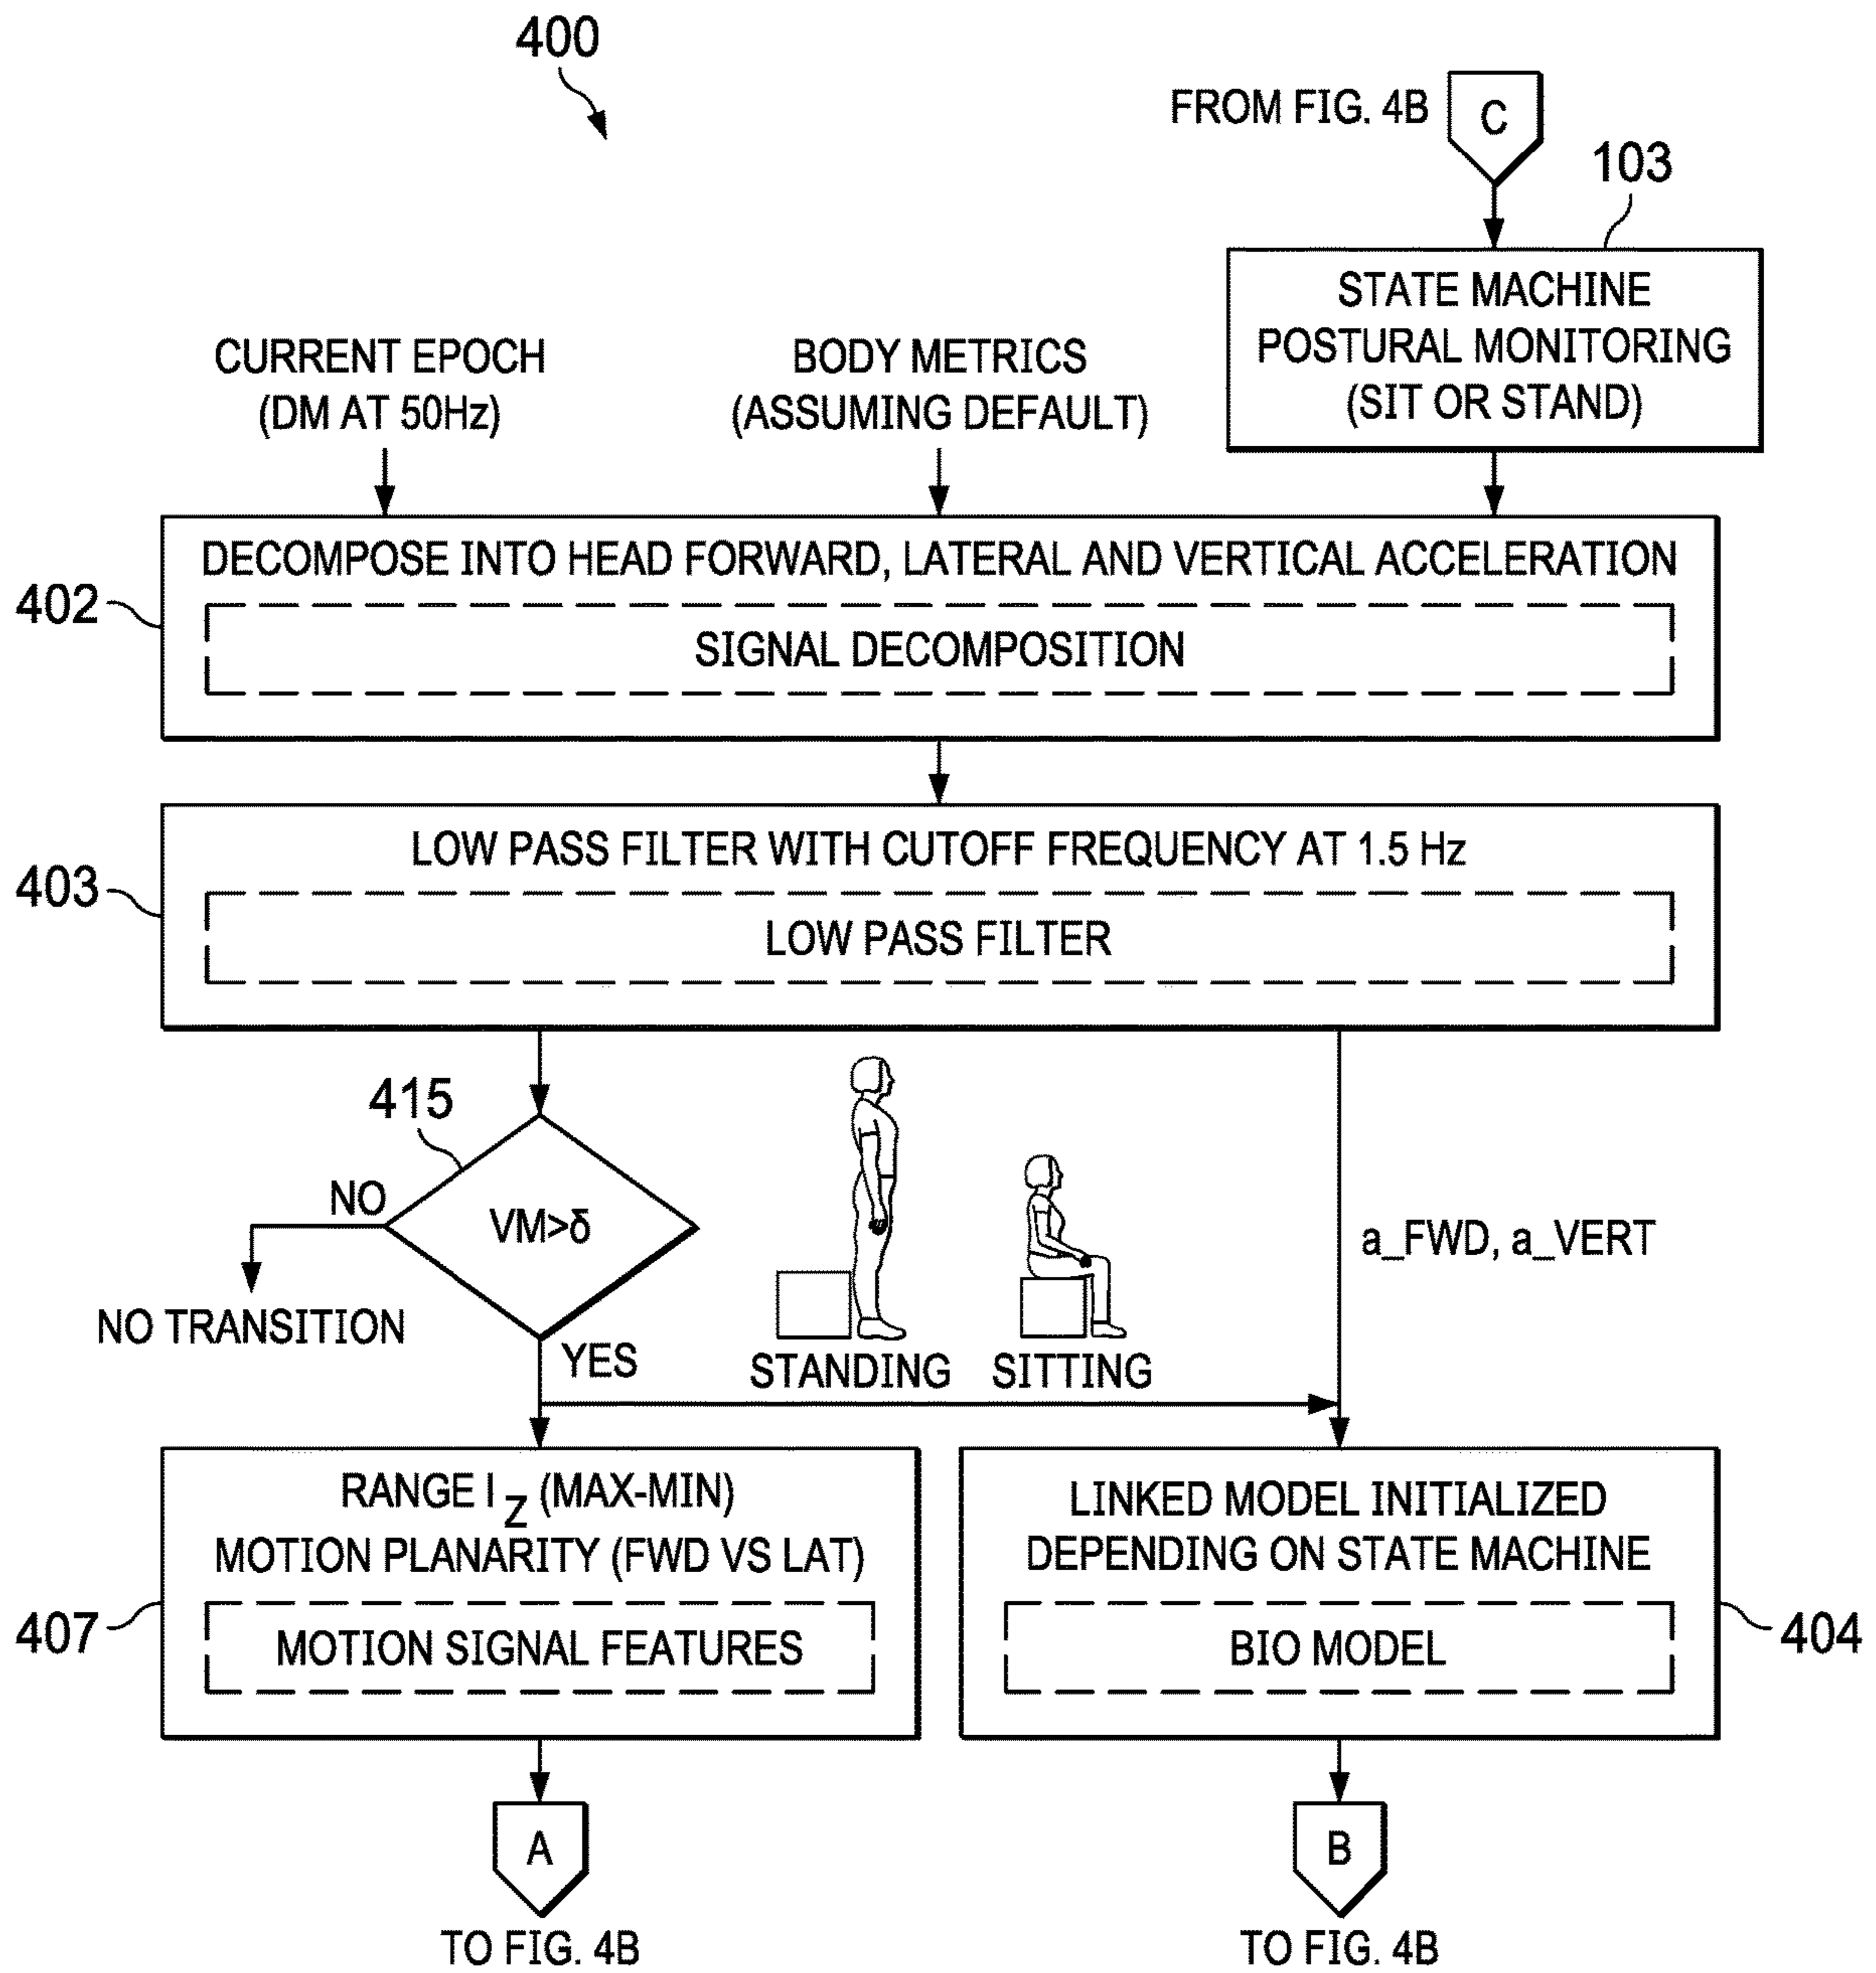 400
FROM FIG. 4B
C
103
STATE MACHINE
POSTURAL MONITORING
(SIT OR STAND)
CURRENT EPOCH
(DM AT 50Hz)
BODY METRICS
(ASSUMING DEFAULT)
DECOMPOSE INTO HEAD FORWARD, LATERAL AND VERTICAL ACCELERATION
402
SIGNAL DECOMPOSITION
LOW PASS FILTER WITH CUTOFF FREQUENCY AT 1.5 Hz
403
LOW PASS FILTER
415
NO
VM>δ
a_FWD, a_VERT
NO TRANSITION
YES
STANDING
SITTING
RANGE I_Z (MAX-MIN)
MOTION PLANARITY (FWD VS LAT)
407
MOTION SIGNAL FEATURES
LINKED MODEL INITIALIZED
DEPENDING ON STATE MACHINE
BIO MODEL
404
A
B
TO FIG. 4B
TO FIG. 4B